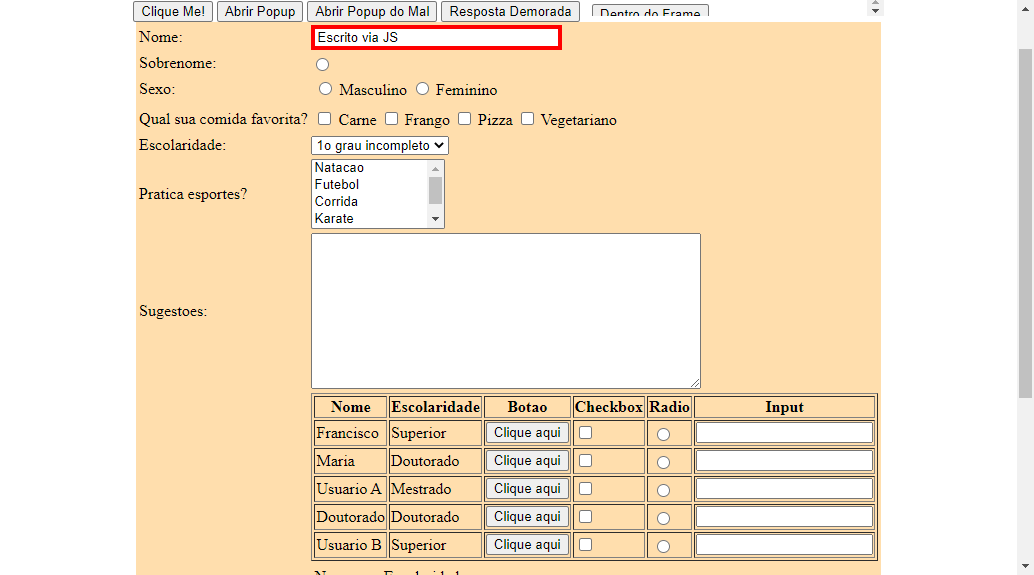 Clique Me! Abrir Popup Abrir Popup do Mal Resposta Demorada Dentro do Frame
Nome: Escrito via JS
Sobrenome:
Sexo: Masculino Feminino
Qual sua comida favorita? Carne Frango Pizza Vegetariano
Escolaridade: 1o grau incompleto
Pratica esportes?
Natacao
Futebol
Corrida
Karate
Sugestoes:
Nome Escolaridade Botao Checkbox Radio Input
Francisco Superior Clique aqui
Maria Doutorado Clique aqui
Usuario A Mestrado Clique aqui
Doutorado Doutorado Clique aqui
Usuario B Superior Clique aqui